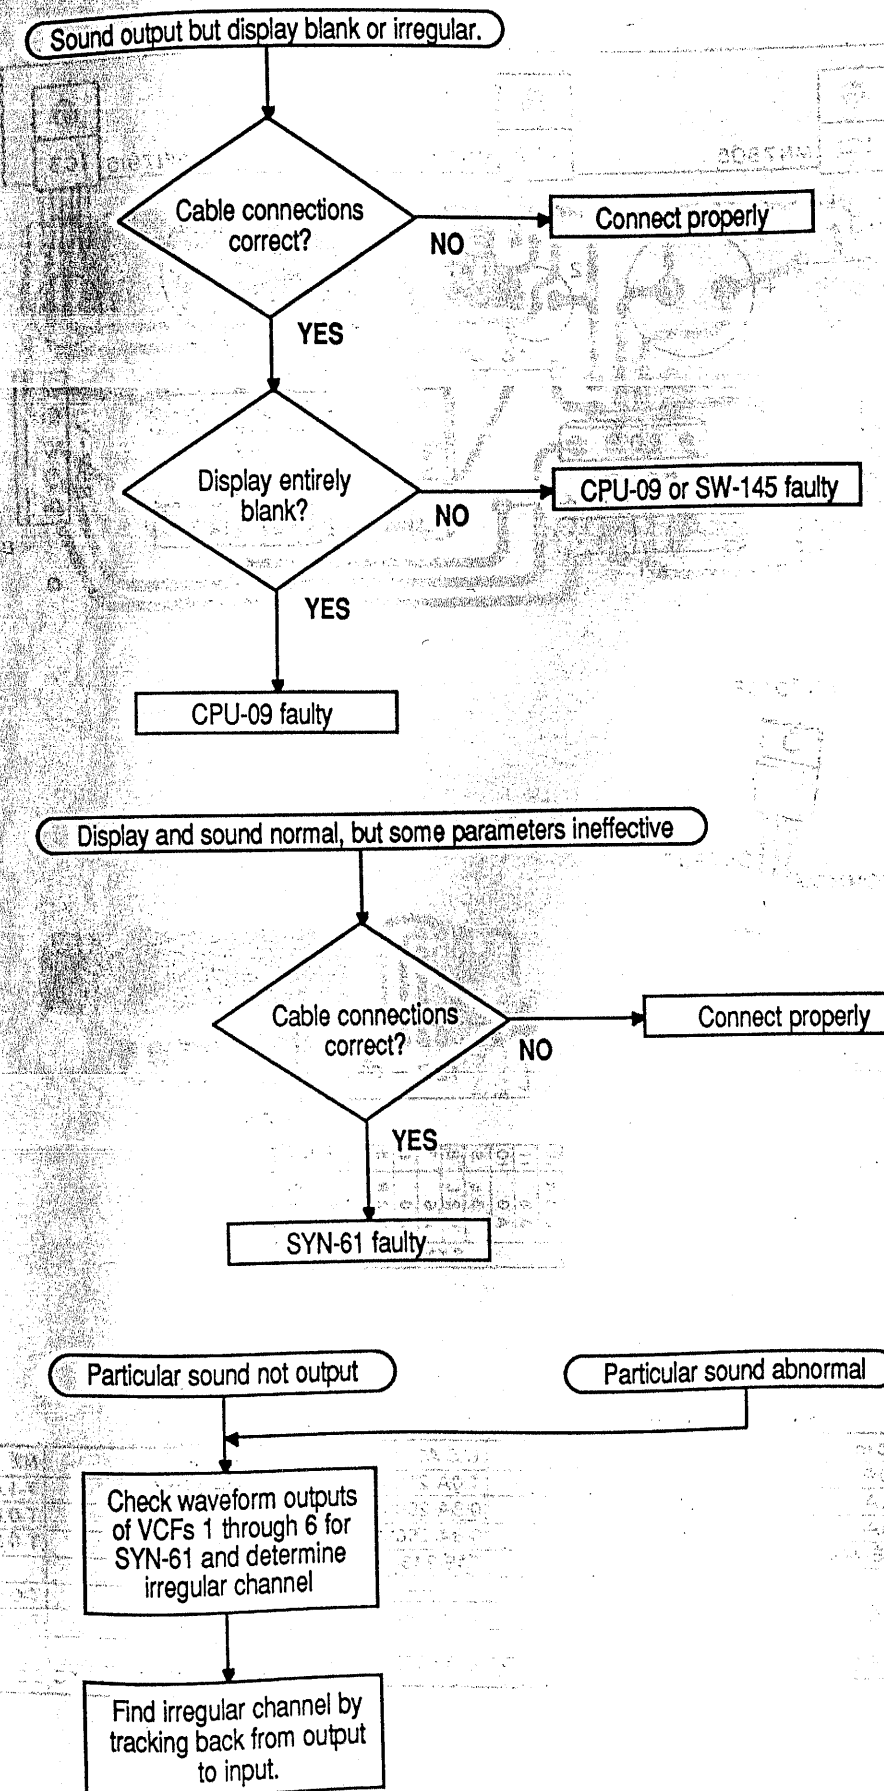 Sound output but display blank or irregular.
Cable connections
correct?
NO
Connect properly
YES
Display entirely
blank?
NO
CPU-09 or SW-145 faulty
YES
CPU-09 faulty
Display and sound normal, but some parameters ineffective
Cable connections
correct?
NO
Connect properly
YES
SYN-61 faulty
Particular sound not output
Particular sound abnormal
Check waveform outputs
of VCFs 1 through 6 for
SYN-61 and determine
irregular channel
Find irregular channel by
tracking back from output
to input.